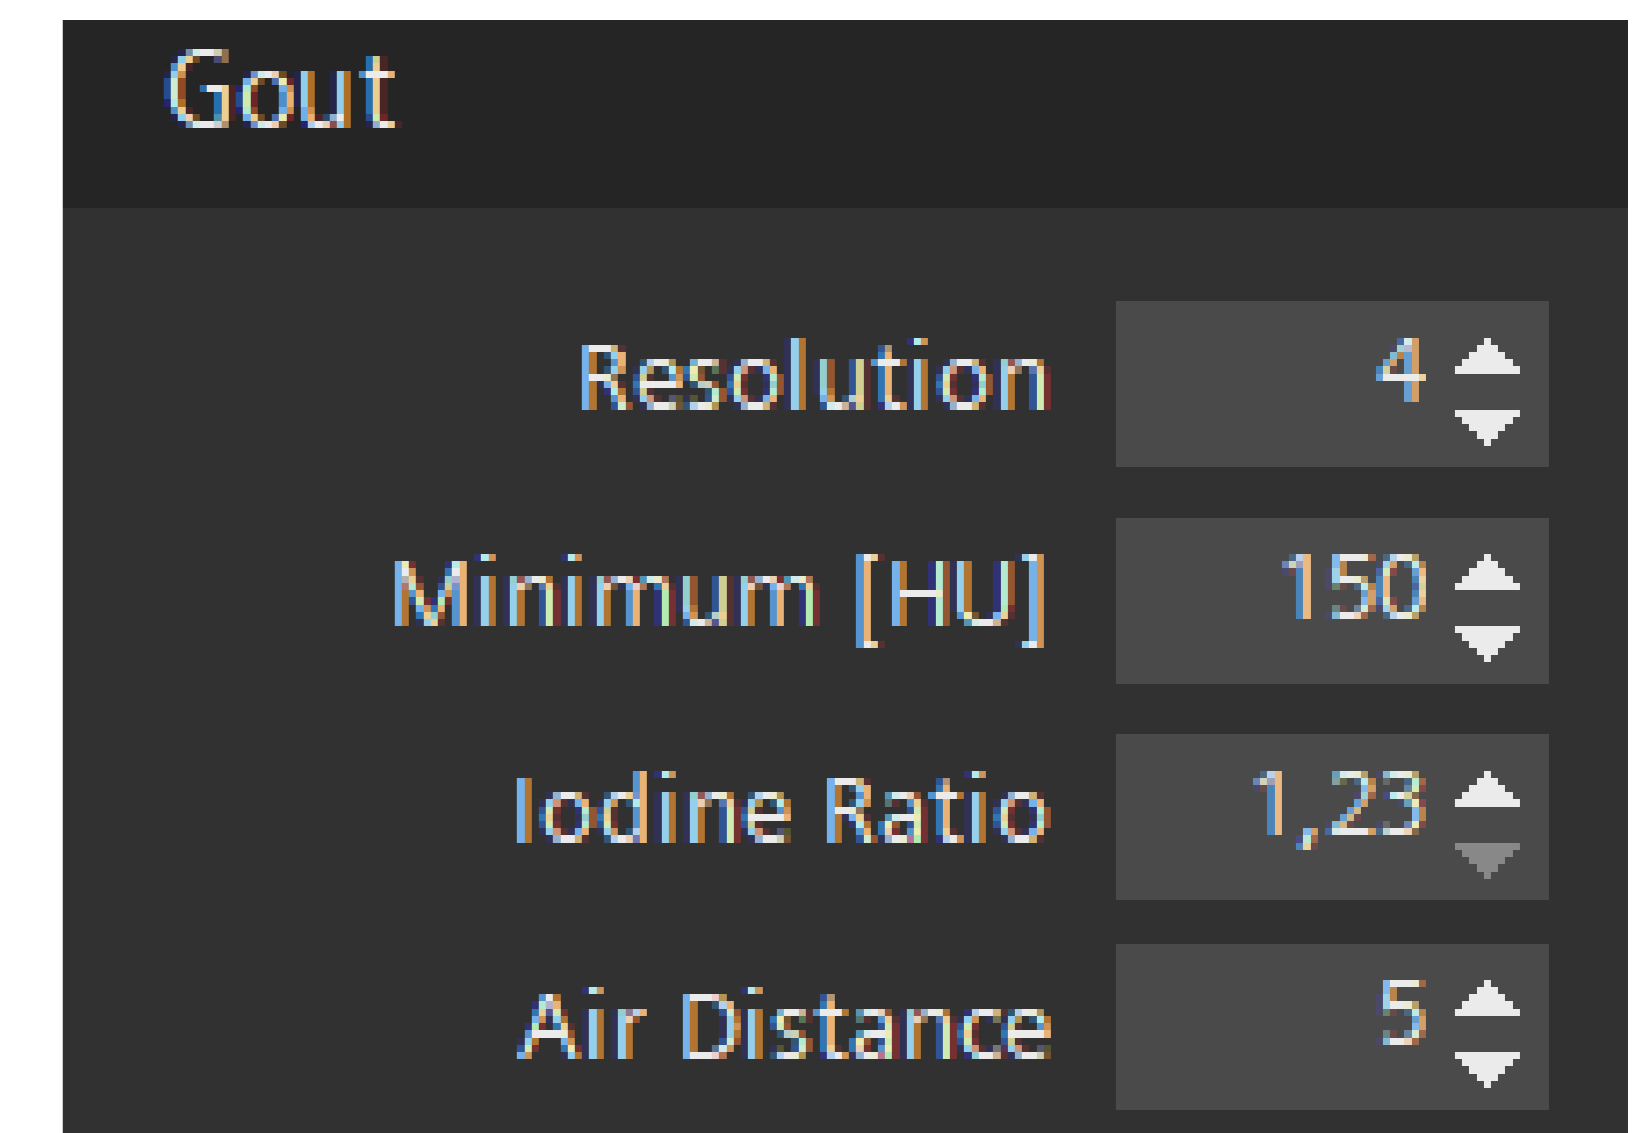 Gout
Resolution 4
Minimum [HU] 150
Iodine Ratio 1,23
Air Distance 5